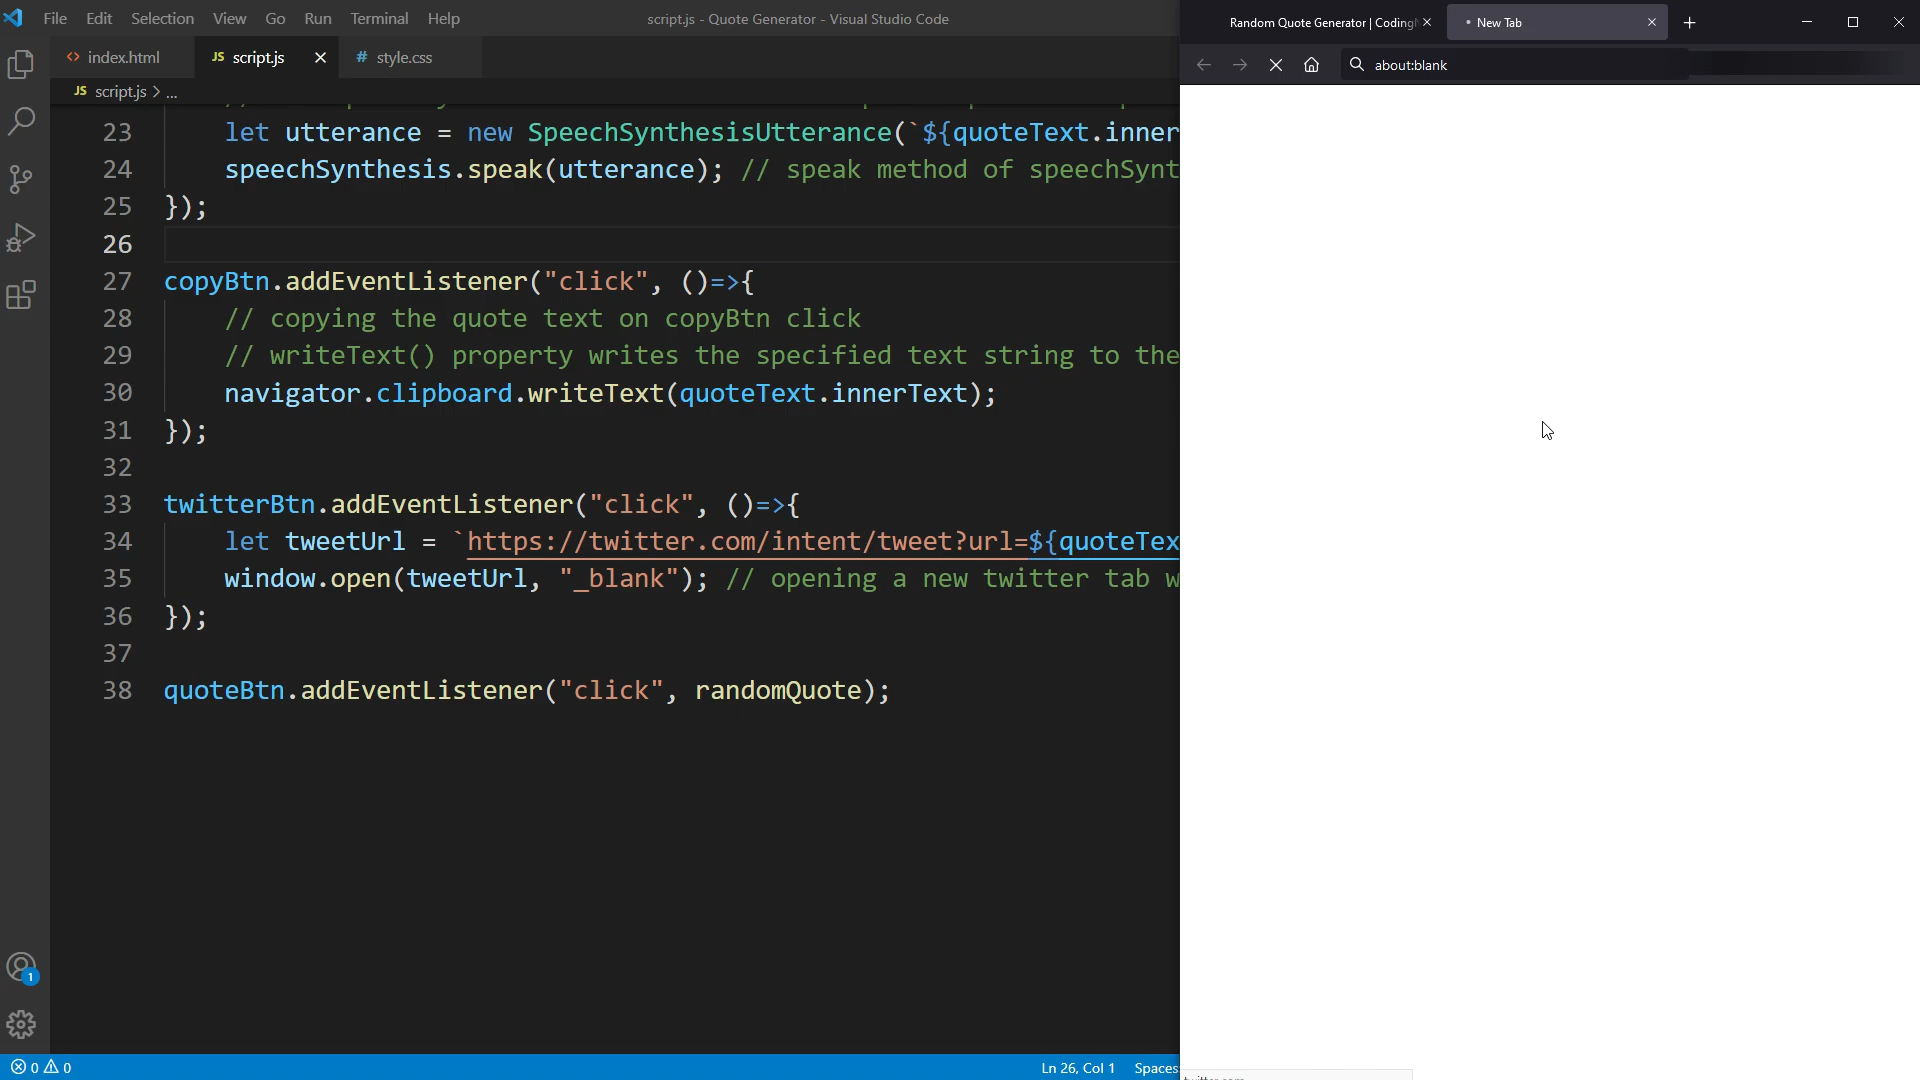 File Edit Selection View Go Run Terminal Help
script.js - Quote Generator - Visual Studio Code
index.html
JS script.js
# style.css
JS script.js > ...
23 let utterance = new SpeechSynthesisUtterance(`${quoteText.inner
24 speechSynthesis.speak(utterance); // speak method of speechSynt
25 });
26
27 copyBtn.addEventListener("click", ()=>{
28 // copying the quote text on copyBtn click
29 // writeText() property writes the specified text string to the
30 navigator.clipboard.writeText(quoteText.innerText);
31 });
32
33 twitterBtn.addEventListener("click", ()=>{
34 let tweetUrl = `https://twitter.com/intent/tweet?url=${quoteTex
35 window.open(tweetUrl, "_blank"); // opening a new twitter tab w
36 });
37
38 quoteBtn.addEventListener("click", randomQuote);
1
0 0
Ln 26, Col 1 Spaces
Random Quote Generator | Coding
New Tab
about:blank